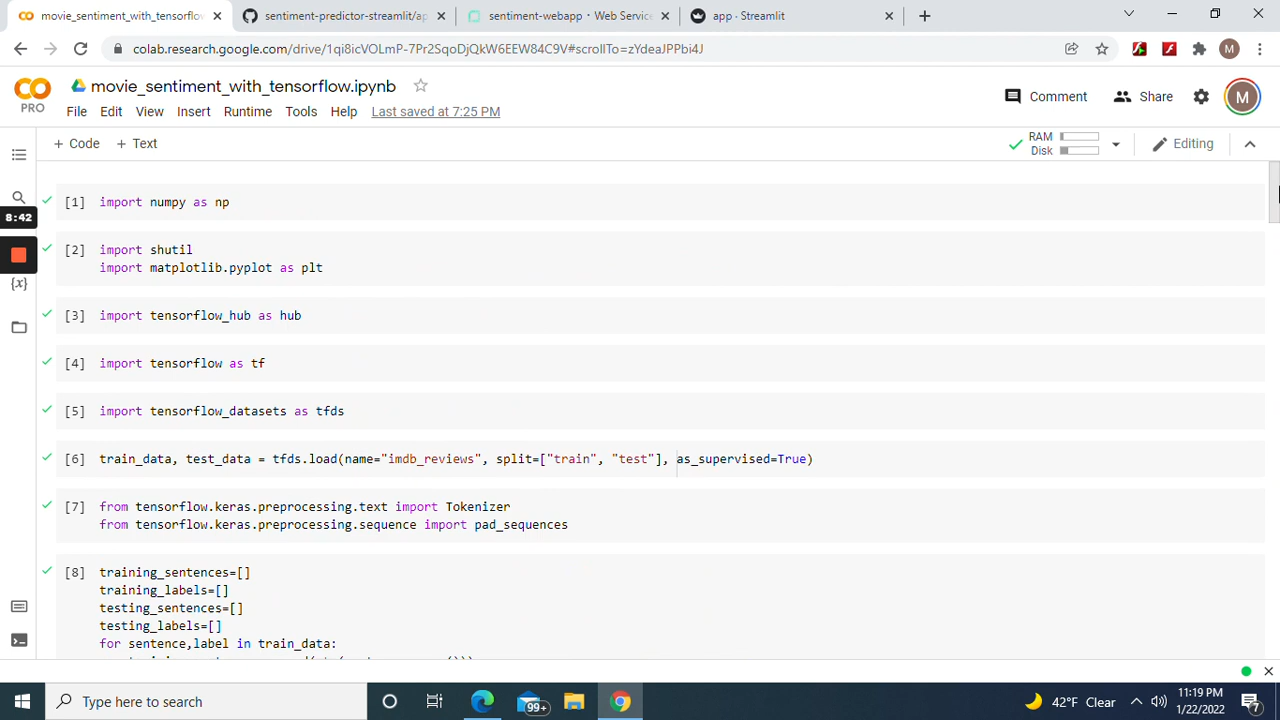 movie_sentiment_with_tensorflow
sentiment-predictor-streamlit/ap
sentiment-webapp · Web Service
app · Streamlit
colab.research.google.com/drive/1qi8icVOLmP-7Pr2SqoDjQkW6EEW84C9V#scrollTo=zYdeaJPPbi4J
M
PRO
movie_sentiment_with_tensorflow.ipynb
File Edit View Insert Runtime Tools Help Last saved at 7:25 PM
Comment
Share
M
+ Code + Text
RAM
Disk
Editing
8:42
{x}
[1] import numpy as np
[2] import shutil
import matplotlib.pyplot as plt
[3] import tensorflow_hub as hub
[4] import tensorflow as tf
[5] import tensorflow_datasets as tfds
[6] train_data, test_data = tfds.load(name="imdb_reviews", split=["train", "test"], as_supervised=True)
[7] from tensorflow.keras.preprocessing.text import Tokenizer
from tensorflow.keras.preprocessing.sequence import pad_sequences
[8] training_sentences=[]
training_labels=[]
testing_sentences=[]
testing_labels=[]
for sentence,label in train_data:
Type here to search
99+
42°F Clear
11:19 PM
1/22/2022
7